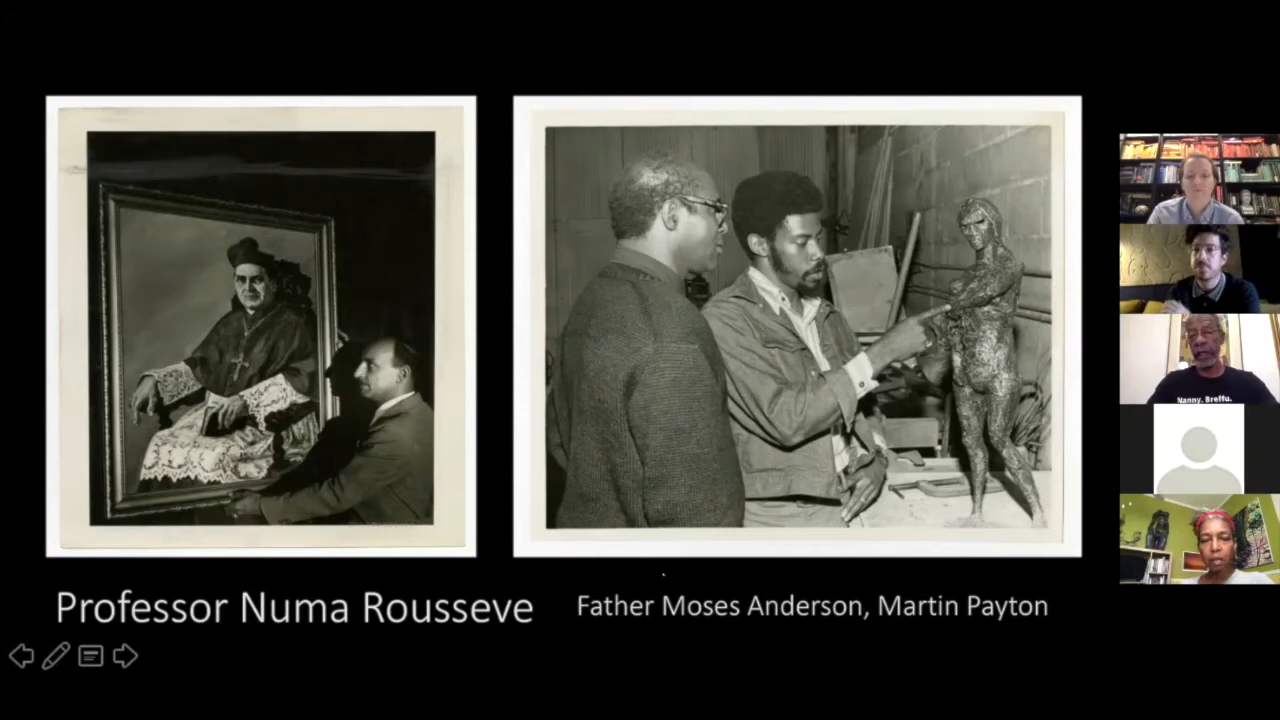 Professor Numa Rousseve
Father Moses Anderson, Martin Payton
Nanny. Breffu.